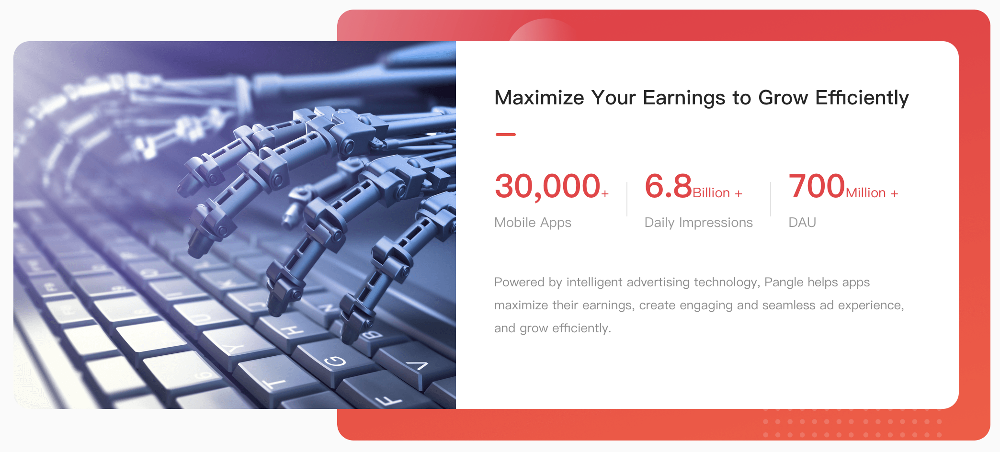 Maximize Your Earnings to Grow Efficiently
30,000+
Mobile Apps
6.8Billion +
Daily Impressions
700Million +
DAU
Powered by intelligent advertising technology, Pangle helps apps
maximize their earnings, create engaging and seamless ad experience,
and grow efficiently.
U
J
N
H
B
Y
G
V
6
T
F